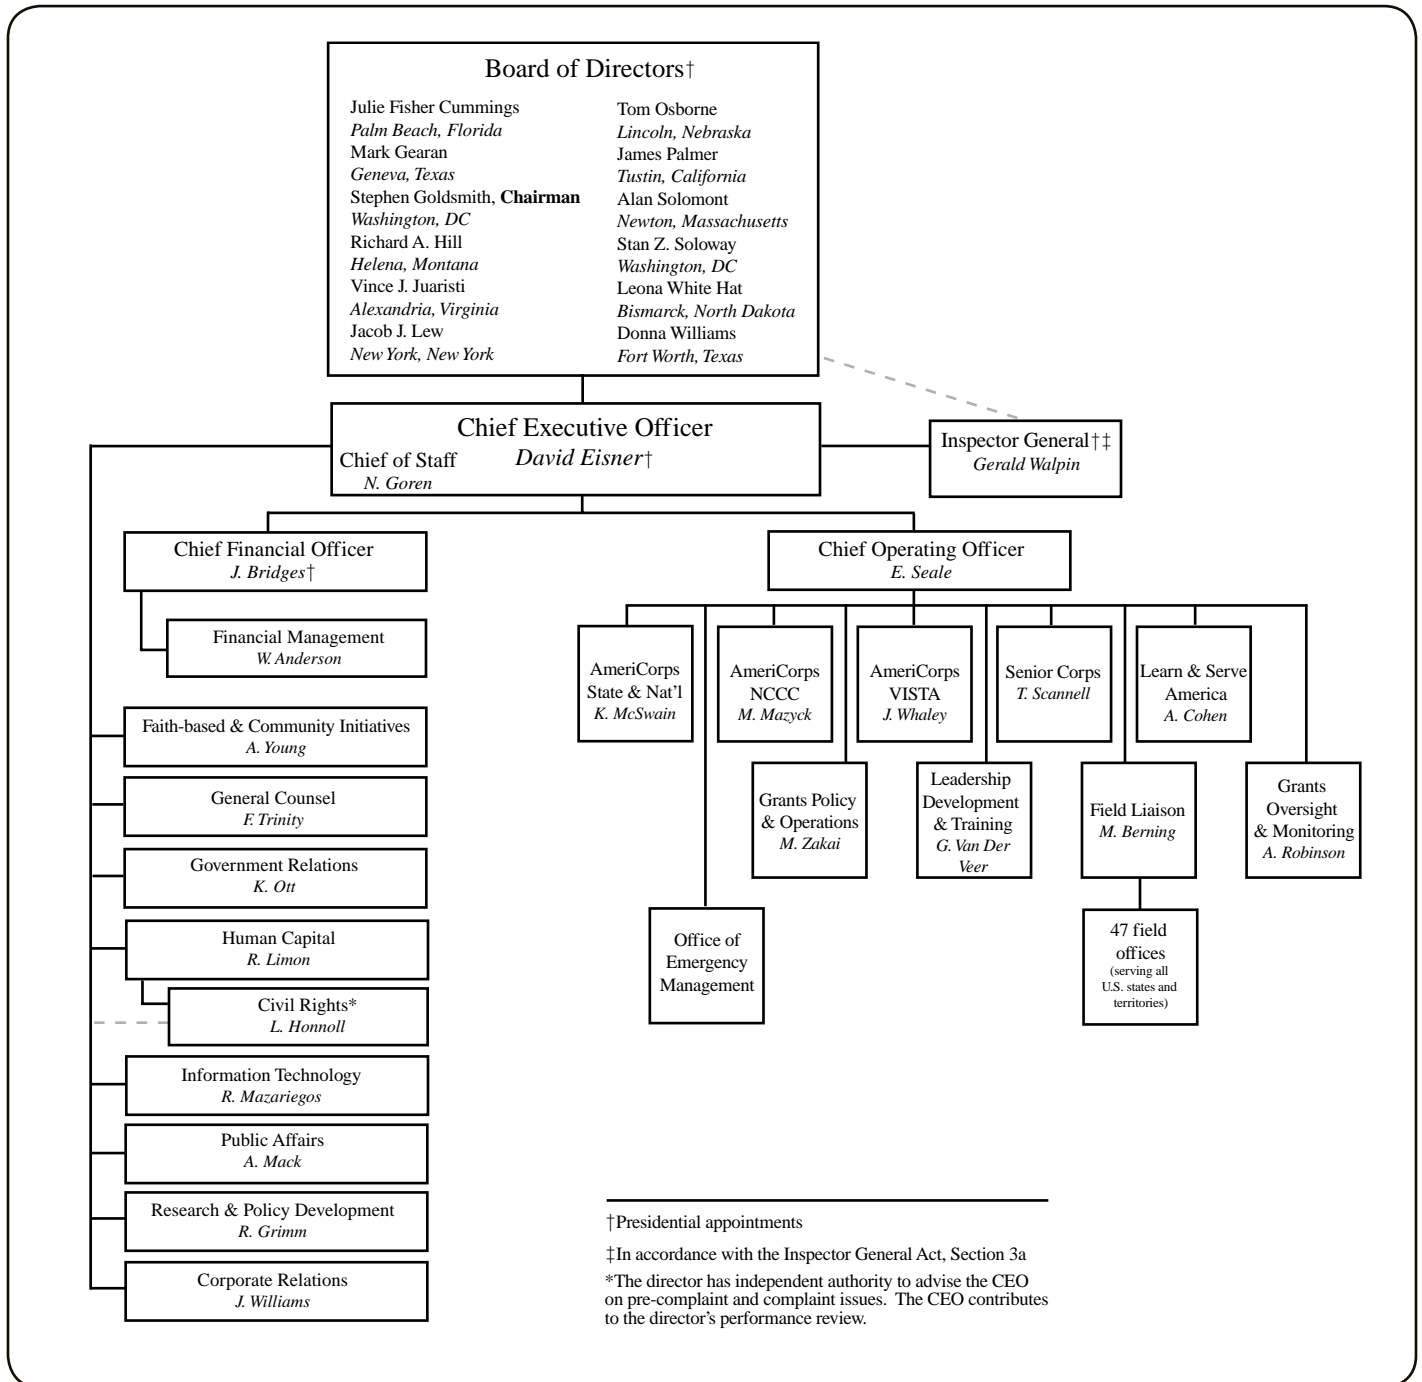 Board of Directors†
Julie Fisher Cummings
Palm Beach, Florida
Mark Gearan
Geneva, Texas
Stephen Goldsmith, Chairman
Washington, DC
Richard A. Hill
Helena, Montana
Vince J. Juaristi
Alexandria, Virginia
Jacob J. Lew
New York, New York
Tom Osborne
Lincoln, Nebraska
James Palmer
Tustin, California
Alan Solomont
Newton, Massachusetts
Stan Z. Soloway
Washington, DC
Leona White Hat
Bismarck, North Dakota
Donna Williams
Fort Worth, Texas
Chief Executive Officer
David Eisner†
Chief of Staff
N. Goren
Inspector General†‡
Gerald Walpin
Chief Financial Officer
J. Bridges†
Financial Management
W. Anderson
Faith-based & Community Initiatives
A. Young
General Counsel
F. Trinity
Government Relations
K. Ott
Human Capital
R. Limon
Civil Rights*
L. Honnoll
Information Technology
R. Mazariegos
Public Affairs
A. Mack
Research & Policy Development
R. Grimm
Corporate Relations
J. Williams
Chief Operating Officer
E. Seale
AmeriCorps
State & Nat'l
K. McSwain
AmeriCorps
NCCC
M. Mazyck
AmeriCorps
VISTA
J. Whaley
Senior Corps
T. Scannell
Learn & Serve
America
A. Cohen
Grants Policy
& Operations
M. Zakai
Leadership
Development
& Training
G. Van Der
Veer
Field Liaison
M. Berning
Grants
Oversight
& Monitoring
A. Robinson
Office of
Emergency
Management
47 field
offices
(serving all
U.S. states and
territories)
†Presidential appointments
‡In accordance with the Inspector General Act, Section 3a
*The director has independent authority to advise the CEO
on pre-complaint and complaint issues. The CEO contributes
to the director's performance review.